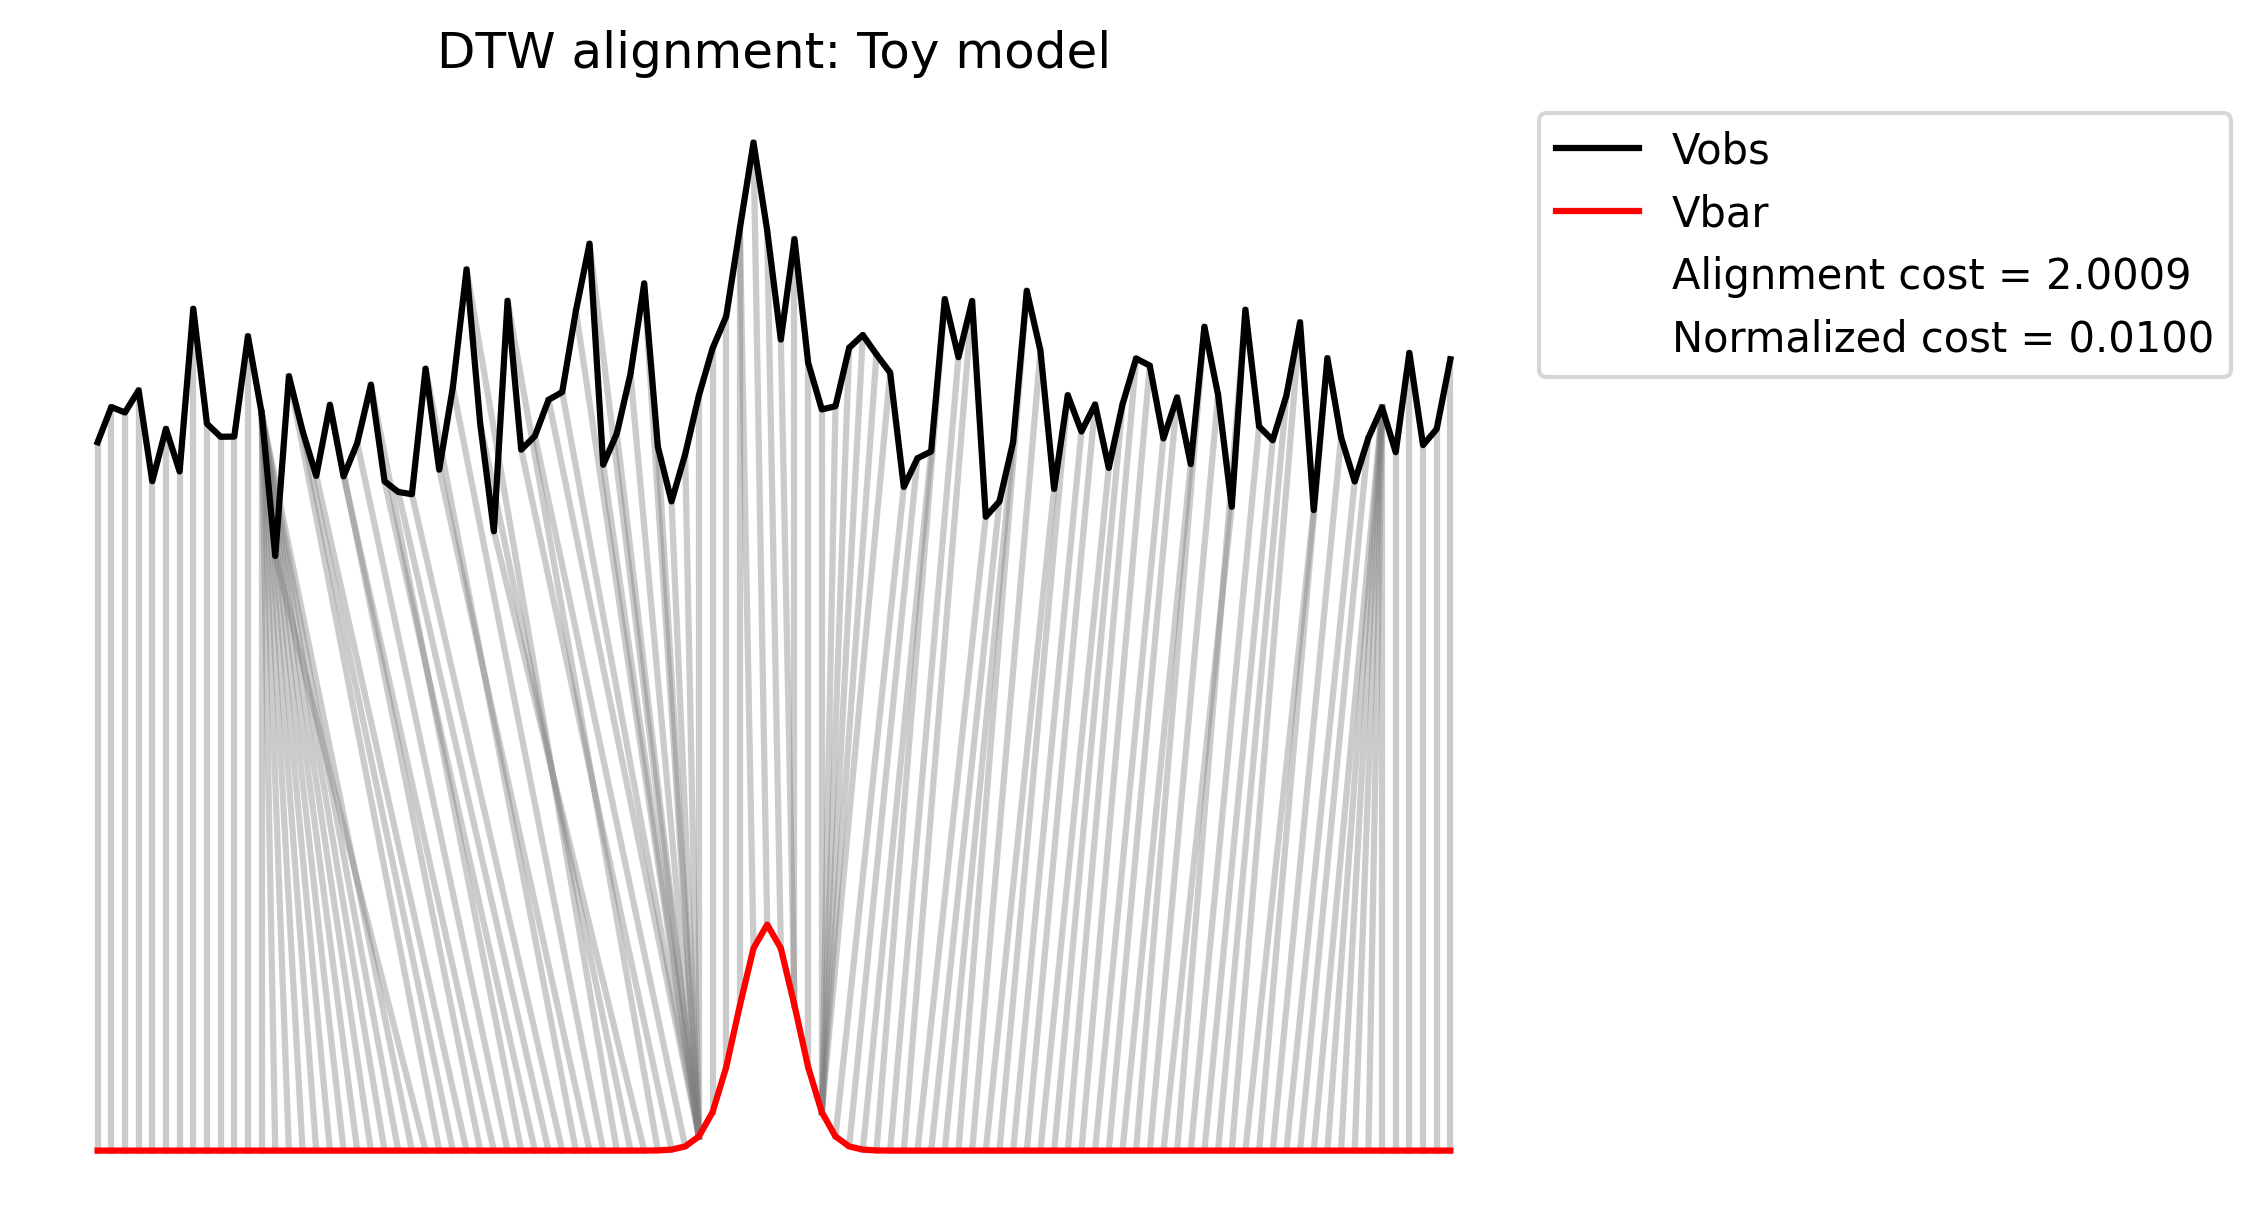 DTW alignment: Toy model
Vobs
Vbar
Alignment cost = 2.0009
Normalized cost = 0.0100